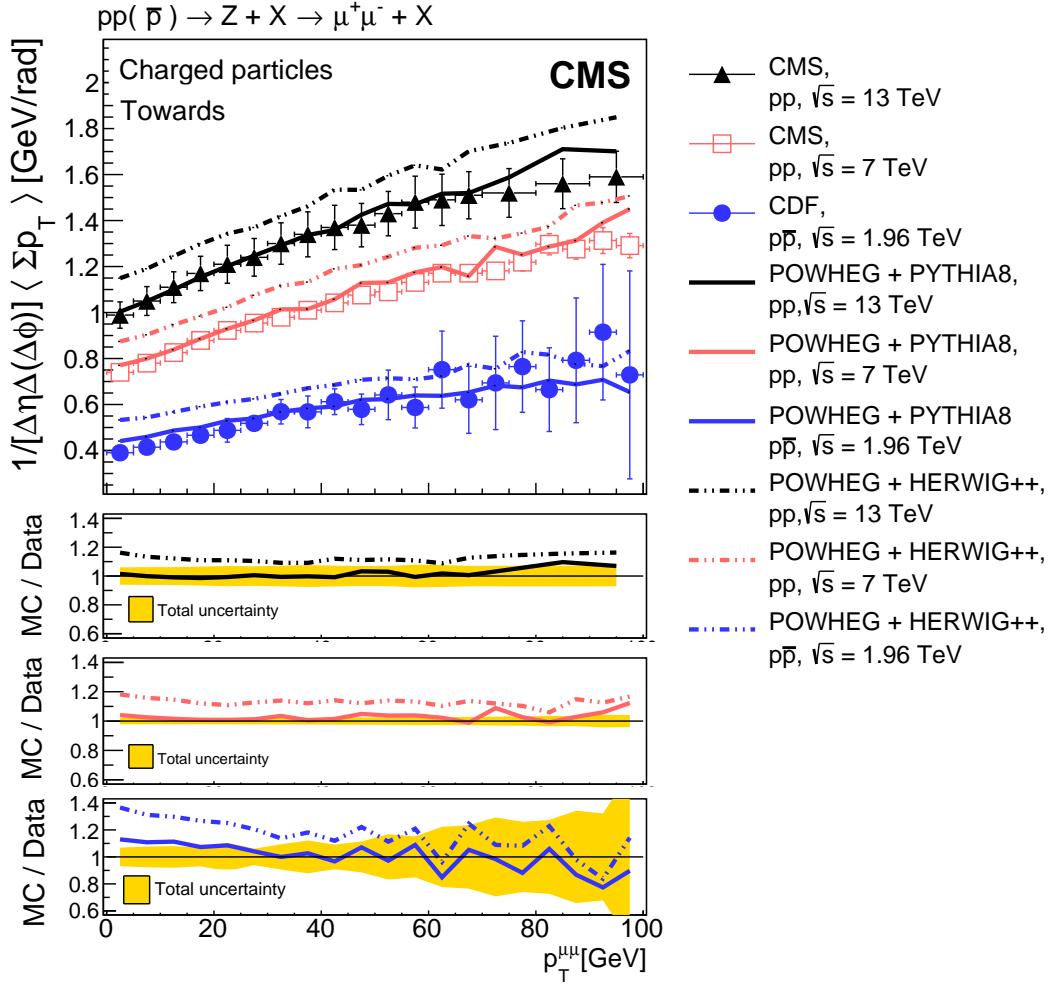 pp( p̅ ) → Z + X → μ⁺μ⁻ + X
Charged particles
CMS
Towards
1/[ΔηΔ(Δϕ)] ⟨ Σp_T ⟩ [GeV/rad]
2
1.8
1.6
1.4
1.2
1
0.8
0.6
0.4
CMS,
pp, √s = 13 TeV
CMS,
pp, √s = 7 TeV
CDF,
pp̅, √s = 1.96 TeV
POWHEG + PYTHIA8,
pp,√s = 13 TeV
POWHEG + PYTHIA8,
pp, √s = 7 TeV
POWHEG + PYTHIA8
pp̅, √s = 1.96 TeV
POWHEG + HERWIG++,
pp,√s = 13 TeV
POWHEG + HERWIG++,
pp, √s = 7 TeV
POWHEG + HERWIG++,
pp̅, √s = 1.96 TeV
MC / Data
1.4
1.2
1
0.8
0.6
Total uncertainty
MC / Data
1.4
1.2
1
0.8
0.6
Total uncertainty
MC / Data
1.4
1.2
1
0.8
0.6
Total uncertainty
0 20 40 60 80 100
p_T^μμ[GeV]